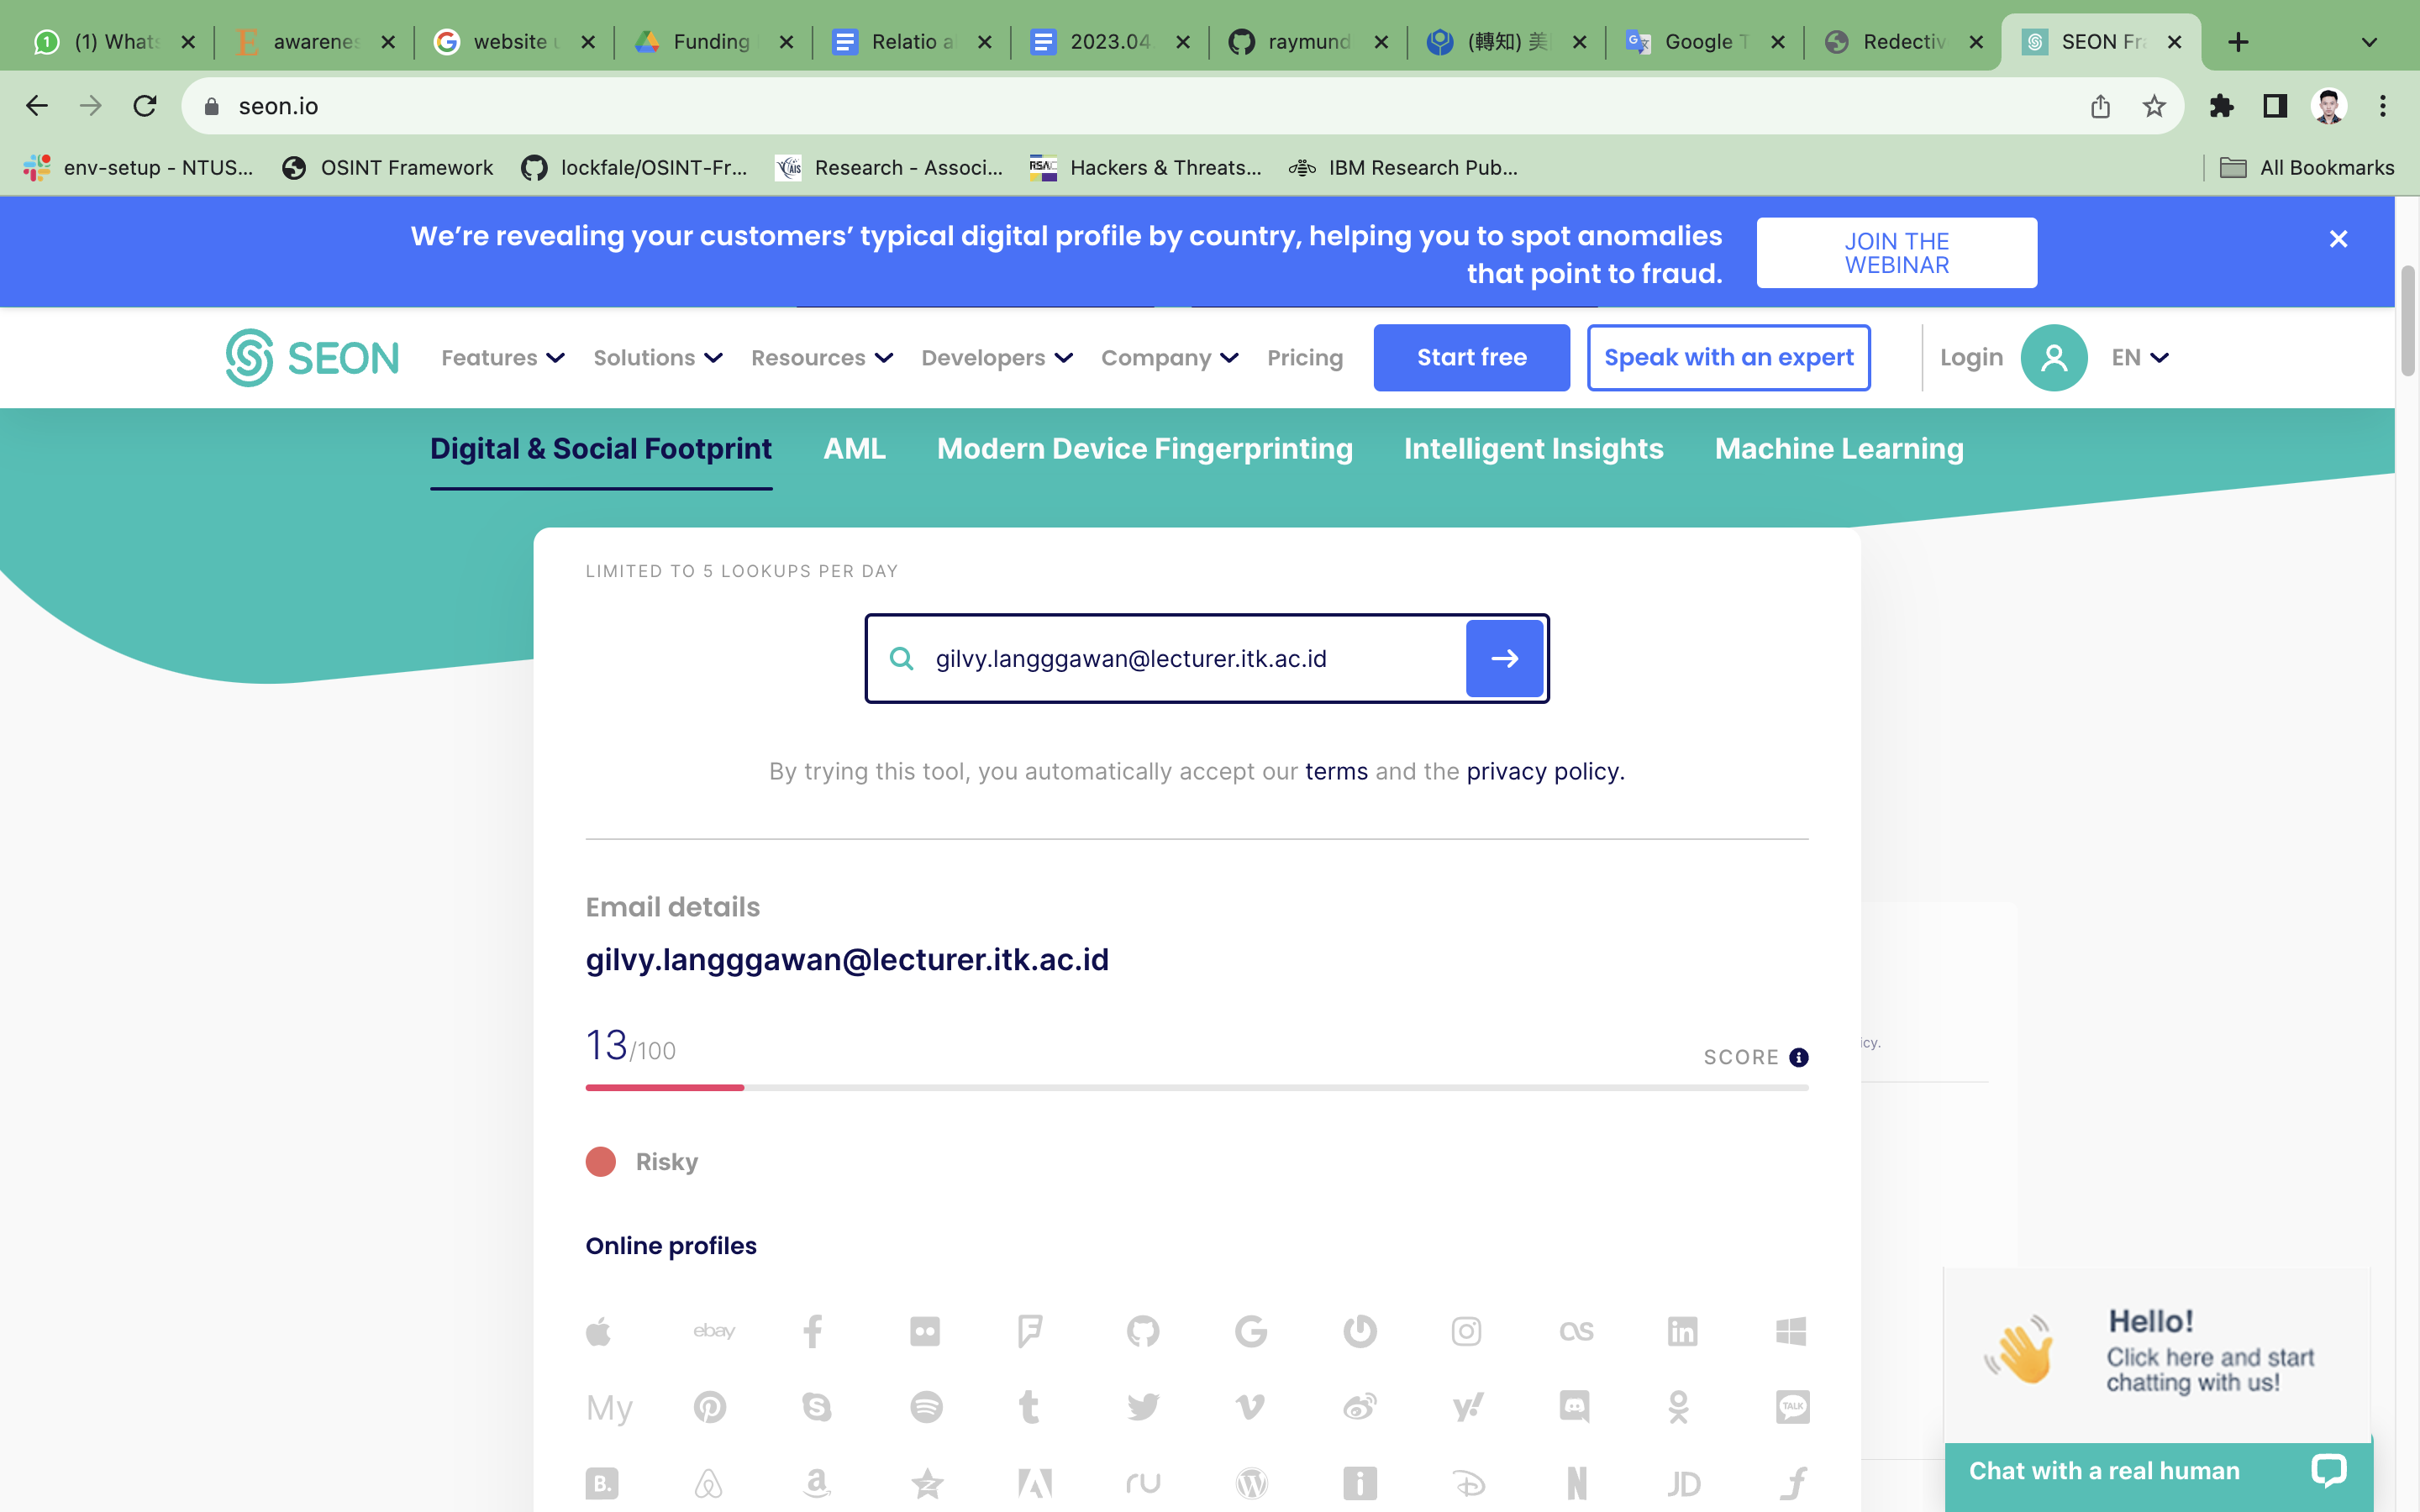 (1) Whats
awarenes
website u
Funding
Relatio a
2023.04
raymund
(轉知) 美
Google T
Redectiv
SEON Fra
seon.io
env-setup - NTUS...
OSINT Framework
lockfale/OSINT-Fr...
Research - Associ...
Hackers & Threats...
IBM Research Pub...
All Bookmarks
We're revealing your customers' typical digital profile by country, helping you to spot anomalies
that point to fraud.
JOIN THE
WEBINAR
SEON
Features
Solutions
Resources
Developers
Company
Pricing
Start free
Speak with an expert
Login
EN
Digital & Social Footprint
AML
Modern Device Fingerprinting
Intelligent Insights
Machine Learning
LIMITED TO 5 LOOKUPS PER DAY
gilvy.langggawan@lecturer.itk.ac.id
By trying this tool, you automatically accept our terms and the privacy policy.
Email details
gilvy.langggawan@lecturer.itk.ac.id
13/100
SCORE
icy.
Risky
Online profiles
ebay
My
TALK
B.
JD
Hello!
Click here and start
chatting with us!
Chat with a real human